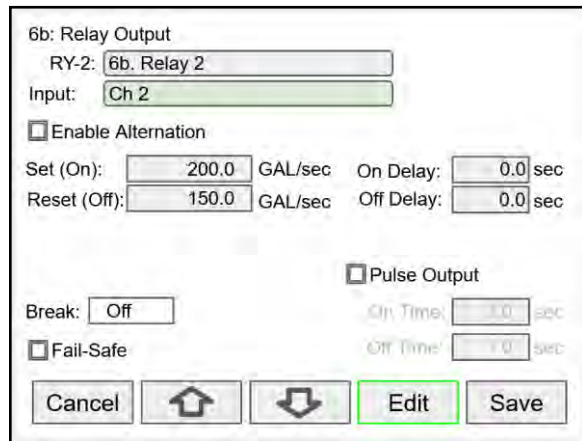 6b: Relay Output
RY-2: 6b. Relay 2
Input: Ch 2
Enable Alternation
Set (On): 200.0 GAL/sec On Delay: 0.0 sec
Reset (Off): 150.0 GAL/sec Off Delay: 0.0 sec
Pulse Output
Break: Off On Time: sec
Fail-Safe Off Time: sec
Cancel Edit Save